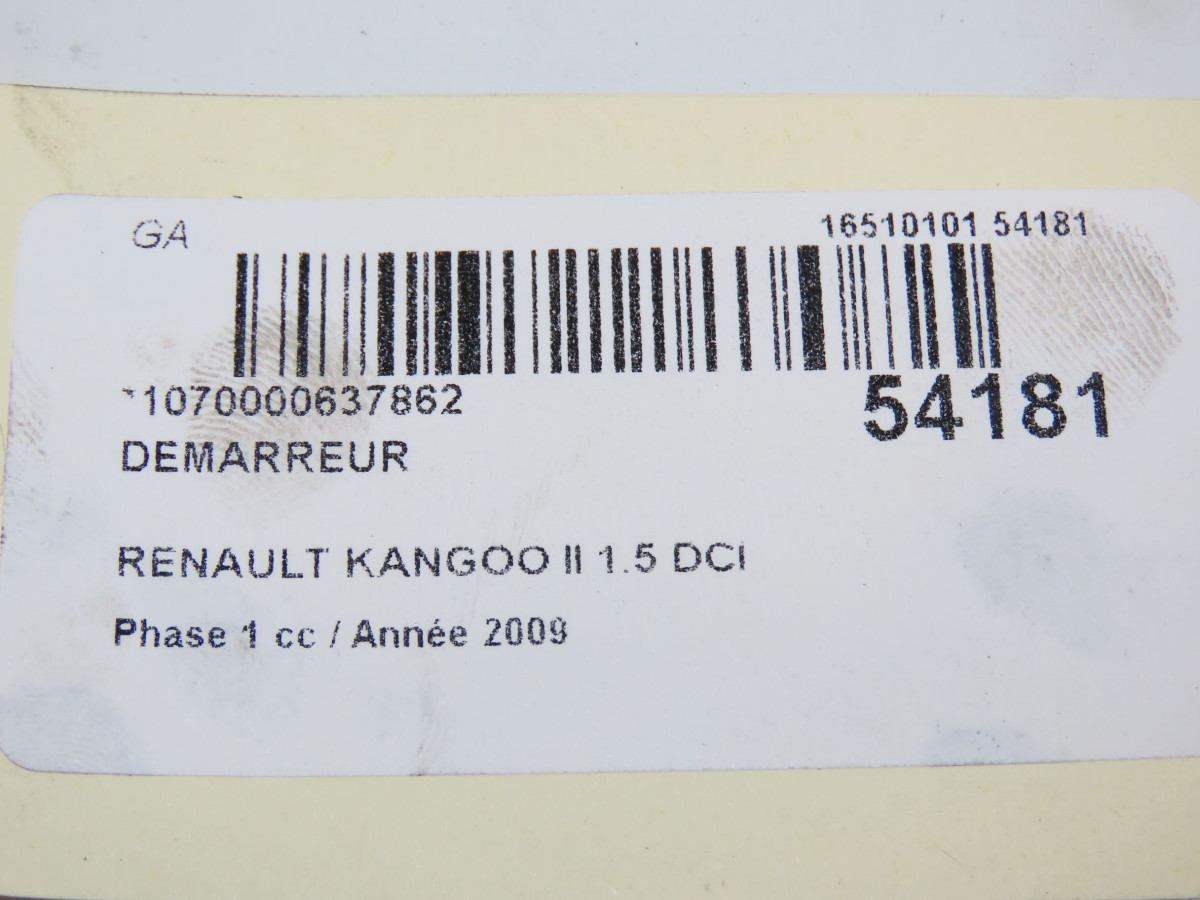 GA
16510101 54181
*1070000637862
54181
DEMARREUR
RENAULT KANGOO II 1.5 DCI
Phase 1 cc / Année 2009